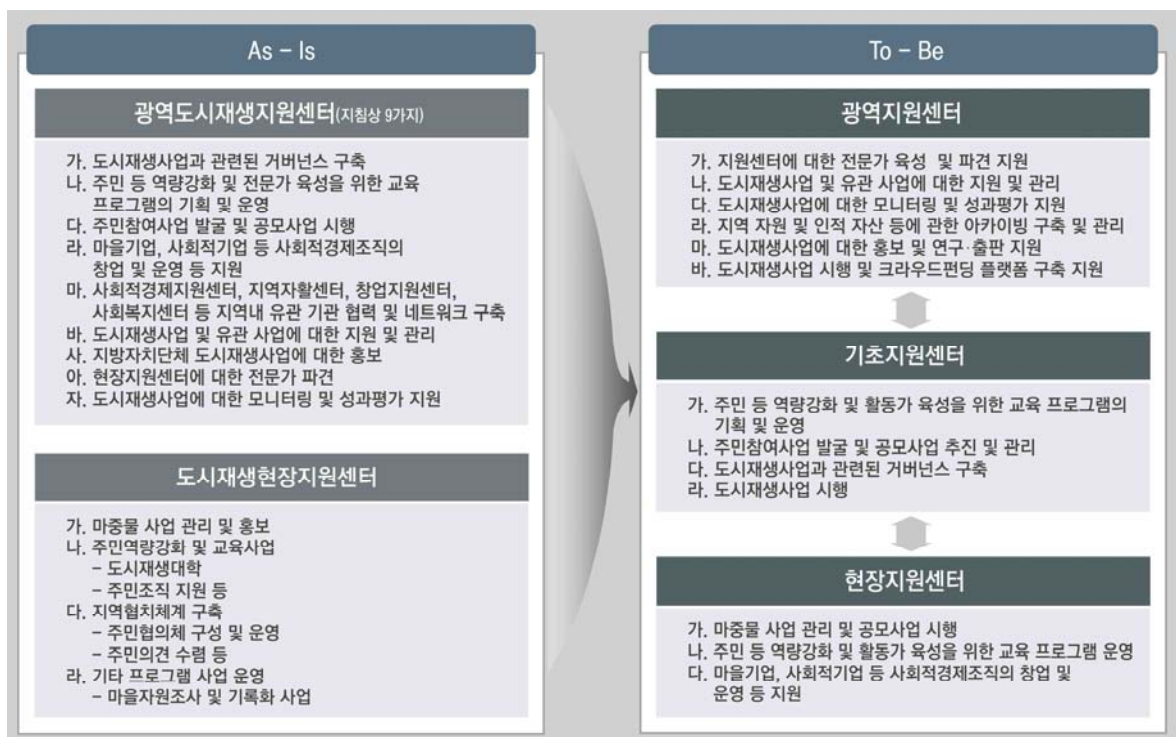 As – Is
광역도시재생지원센터(지침상 9가지)
가. 도시재생사업과 관련된 거버넌스 구축
나. 주민 등 역량강화 및 전문가 육성을 위한 교육
프로그램의 기획 및 운영
다. 주민참여사업 발굴 및 공모사업 시행
라. 마을기업, 사회적기업 등 사회적경제조직의
창업 및 운영 등 지원
마. 사회적경제지원센터, 지역자활센터, 창업지원센터,
사회복지센터 등 지역내 유관 기관 협력 및 네트워크 구축
바. 도시재생사업 및 유관 사업에 대한 지원 및 관리
사. 지방자치단체 도시재생사업에 대한 홍보
아. 현장지원센터에 대한 전문가 파견
자. 도시재생사업에 대한 모니터링 및 성과평가 지원
도시재생현장지원센터
가. 마중물 사업 관리 및 홍보
나. 주민역량강화 및 교육사업
– 도시재생대학
– 주민조직 지원 등
다. 지역협치체계 구축
– 주민협의체 구성 및 운영
– 주민의견 수렴 등
라. 기타 프로그램 사업 운영
– 마을자원조사 및 기록화 사업
To – Be
광역지원센터
가. 지원센터에 대한 전문가 육성 및 파견 지원
나. 도시재생사업 및 유관 사업에 대한 지원 및 관리
다. 도시재생사업에 대한 모니터링 및 성과평가 지원
라. 지역 자원 및 인적 자산 등에 관한 아카이빙 구축 및 관리
마. 도시재생사업에 대한 홍보 및 연구·출판 지원
바. 도시재생사업 시행 및 크라우드펀딩 플랫폼 구축 지원
기초지원센터
가. 주민 등 역량강화 및 활동가 육성을 위한 교육 프로그램의
기획 및 운영
나. 주민참여사업 발굴 및 공모사업 추진 및 관리
다. 도시재생사업과 관련된 거버넌스 구축
라. 도시재생사업 시행
현장지원센터
가. 마중물 사업 관리 및 공모사업 시행
나. 주민 등 역량강화 및 활동가 육성을 위한 교육 프로그램 운영
다. 마을기업, 사회적기업 등 사회적경제조직의 창업 및
운영 등 지원